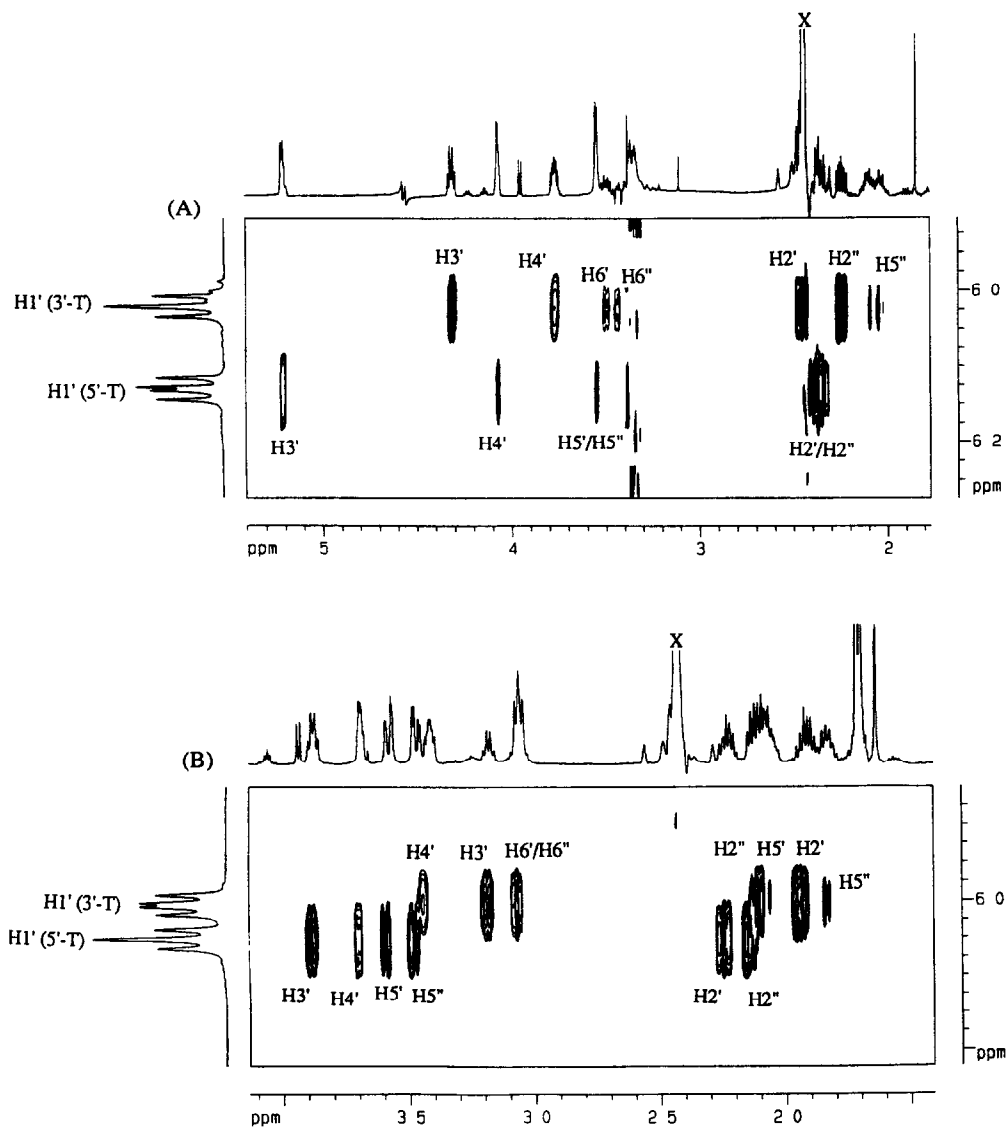 X
(A)
H3' H4' H6' H6" H2' H2" H5"
H1' (3'-T)
6 0
H1' (5'-T)
H3' H4' H5'/H5" H2'/H2"
6 2
ppm
ppm 5 4 3 2
X
(B)
H4' H3' H6'/H6" H2" H5' H2'
H5"
H1' (3'-T)
6 0
H1' (5'-T)
H3' H4' H5' H5" H2' H2"
ppm
ppm 3 5 3 0 2 5 2 0